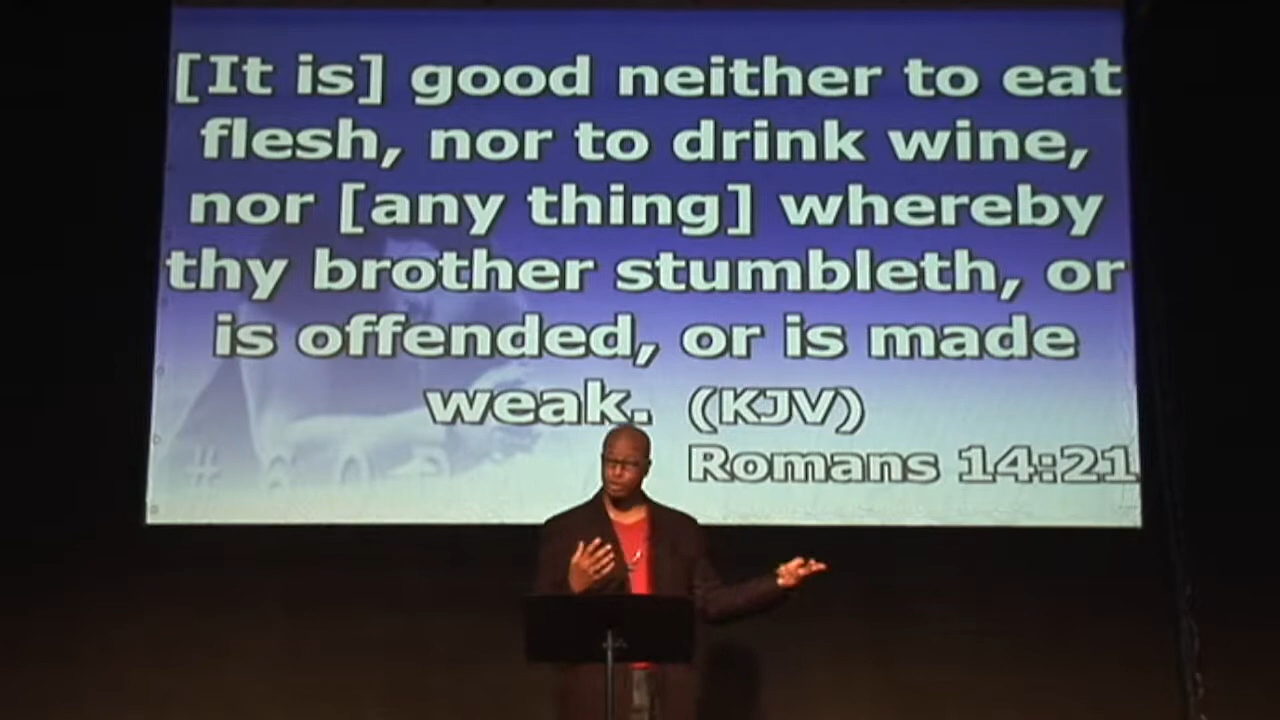 [It is] good neither to eat
flesh, nor to drink wine,
nor [any thing] whereby
thy brother stumbleth, or
is offended, or is made
weak. (KJV)
Romans 14:21